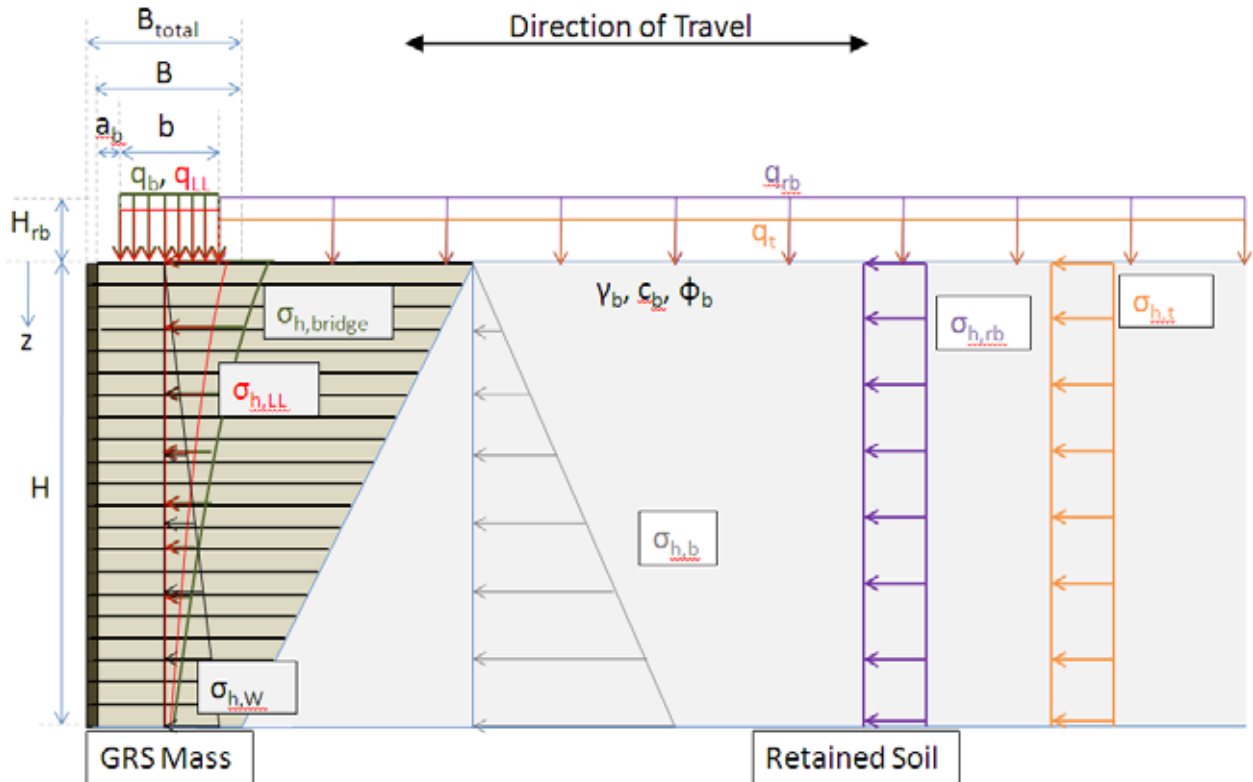 B_total
Direction of Travel
B
a_b
b
q_b, q_LL
q_rb
H_rb
q_t
γ_b, c_b, ϕ_b
σ_h,t
z
σ_h,bridge
σ_h,rb
σ_h,LL
H
σ_h,b
σ_h,W
GRS Mass
Retained Soil